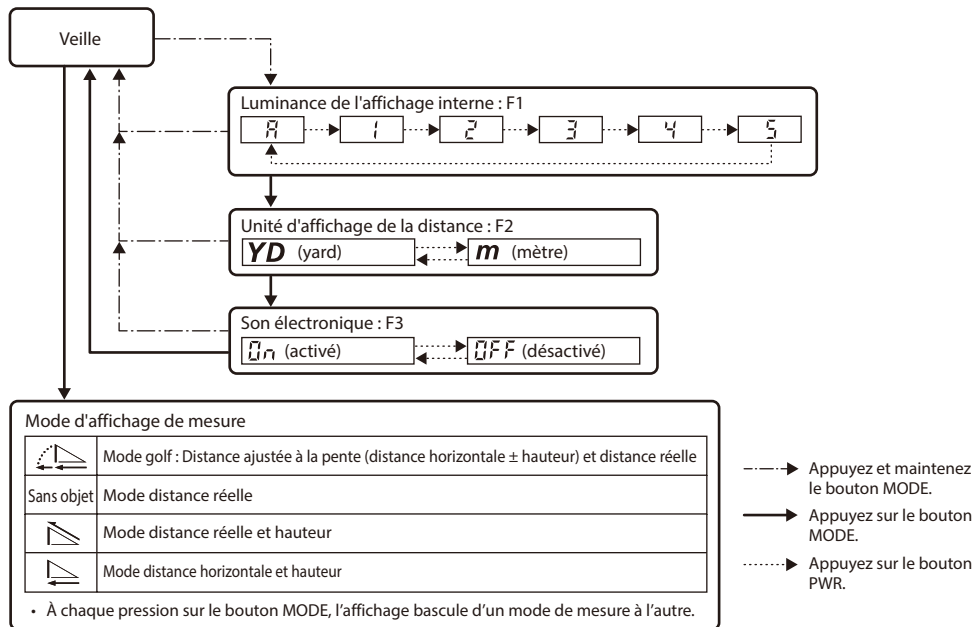 Veille
Luminance de l'affichage interne : F1
A 1 2 3 4 5
Unité d'affichage de la distance : F2
YD (yard) m (mètre)
Son électronique : F3
On (activé) OFF (désactivé)
Mode d'affichage de mesure
Mode golf : Distance ajustée à la pente (distance horizontale ± hauteur) et distance réelle
Sans objet Mode distance réelle
Mode distance réelle et hauteur
Mode distance horizontale et hauteur
• À chaque pression sur le bouton MODE, l’affichage bascule d’un mode de mesure à l’autre.
Appuyez et maintenez
le bouton MODE.
Appuyez sur le bouton
MODE.
Appuyez sur le bouton
PWR.